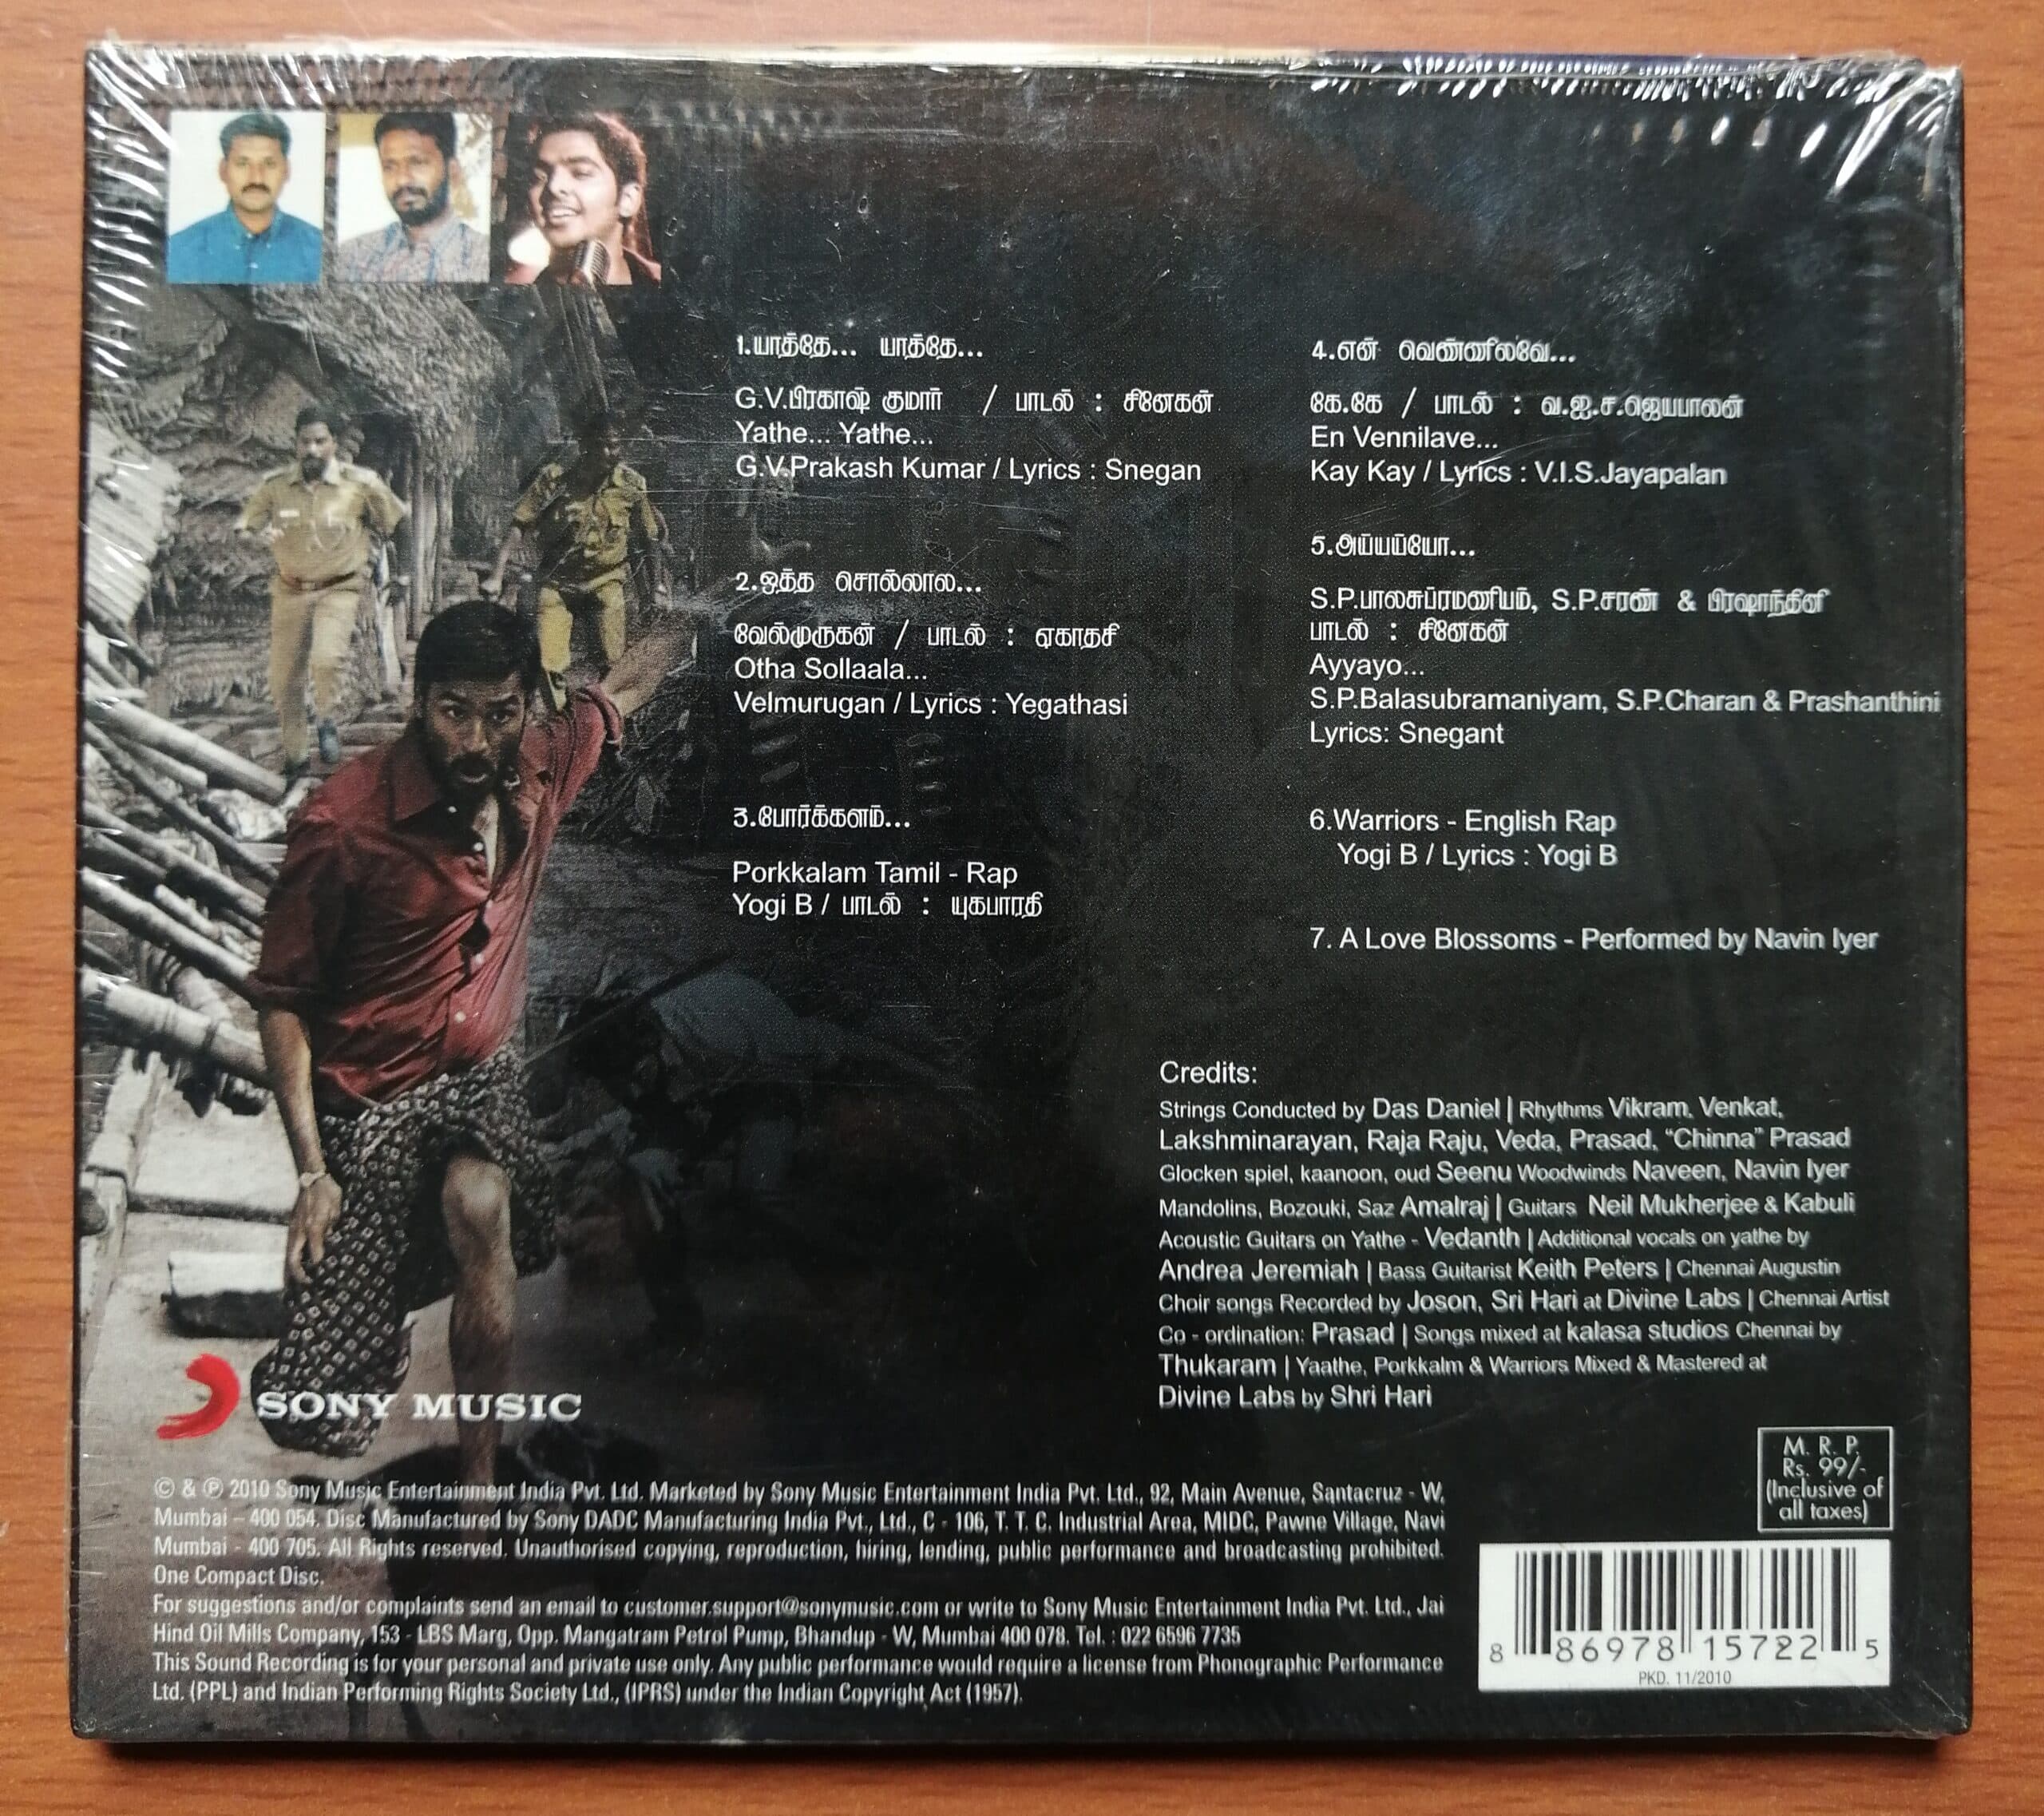 1.யாத்தே... யாத்தே...
G.V.பிரகாஷ் குமார் / பாடல் : சினேகன்
Yathe... Yathe...
G.V.Prakash Kumar / Lyrics : Snegan
2.ஒத்த சொல்லால...
வேல்முருகன் / பாடல் : ஏகாதசி
Otha Sollaala...
Velmurugan / Lyrics : Yegathasi
3.போர்க்களம்...
Porkkalam Tamil - Rap
Yogi B / பாடல் : யுகபாரதி
4.என் வெண்ணிலவே...
கே.கே / பாடல் : வ.ஐ.ச.ஜெயபாலன்
En Vennilave...
Kay Kay / Lyrics : V.I.S.Jayapalan
5.அய்யய்யோ...
S.P.பாலசுப்ரமணியம், S.P.சரண் & பிரஷாந்தினி
பாடல் : சினேகன்
Ayyayo...
S.P.Balasubramaniyam, S.P.Charan & Prashanthini
Lyrics: Snegant
6.Warriors - English Rap
Yogi B / Lyrics : Yogi B
7. A Love Blossoms - Performed by Navin Iyer
Credits:
Strings Conducted by Das Daniel | Rhythms Vikram, Venkat,
Lakshminarayan, Raja Raju, Veda, Prasad, “Chinna” Prasad
Glocken spiel, kaanoon, oud Seenu Woodwinds Naveen, Navin Iyer
Mandolins, Bozouki, Saz Amalraj | Guitars Neil Mukherjee & Kabuli
Acoustic Guitars on Yathe - Vedanth | Additional vocals on yathe by
Andrea Jeremiah | Bass Guitarist Keith Peters | Chennai Augustin
Choir songs Recorded by Joson, Sri Hari at Divine Labs | Chennai Artist
Co - ordination: Prasad | Songs mixed at kalasa studios Chennai by
Thukaram | Yaathe, Porkkalm & Warriors Mixed & Mastered at
Divine Labs by Shri Hari
SONY MUSIC
M. R. P.
Rs. 99/-
(Inclusive of
all taxes)
© & ℗ 2010 Sony Music Entertainment India Pvt. Ltd. Marketed by Sony Music Entertainment India Pvt. Ltd., 92, Main Avenue, Santacruz - W,
Mumbai – 400 054. Disc Manufactured by Sony DADC Manufacturing India Pvt., Ltd., C - 106, T. T. C. Industrial Area, MIDC, Pawne Village, Navi
Mumbai - 400 705. All Rights reserved. Unauthorised copying, reproduction, hiring, lending, public performance and broadcasting prohibited.
One Compact Disc.
For suggestions and/or complaints send an email to customer.support@sonymusic.com or write to Sony Music Entertainment India Pvt. Ltd., Jai
Hind Oil Mills Company, 153 - LBS Marg, Opp. Mangatram Petrol Pump, Bhandup - W, Mumbai 400 078. Tel. : 022 6596 7735
This Sound Recording is for your personal and private use only. Any public performance would require a license from Phonographic Performance
Ltd. (PPL) and Indian Performing Rights Society Ltd., (IPRS) under the Indian Copyright Act (1957).
8 86978 15722 5
PKD. 11/2010